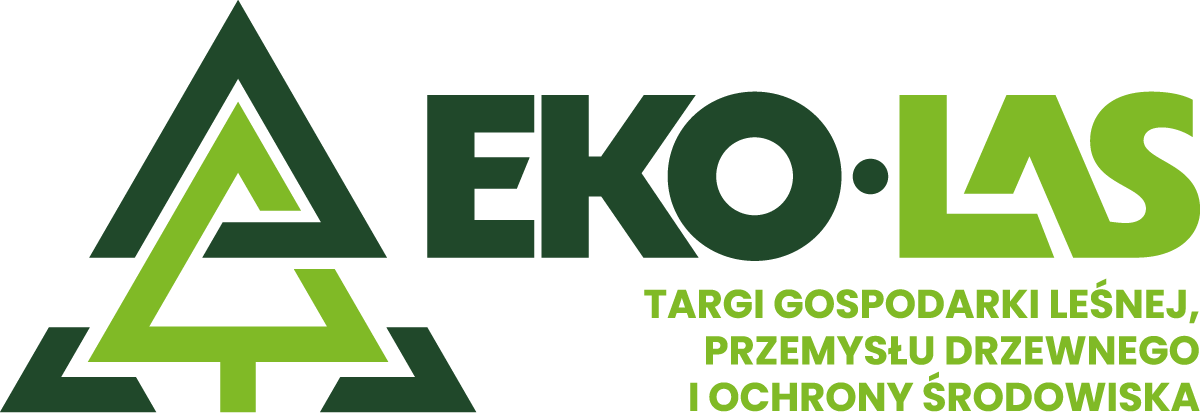 EKO•LAS
TARGI GOSPODARKI LEŚNEJ,
PRZEMYSŁU DRZEWNEGO
I OCHRONY ŚRODOWISKA